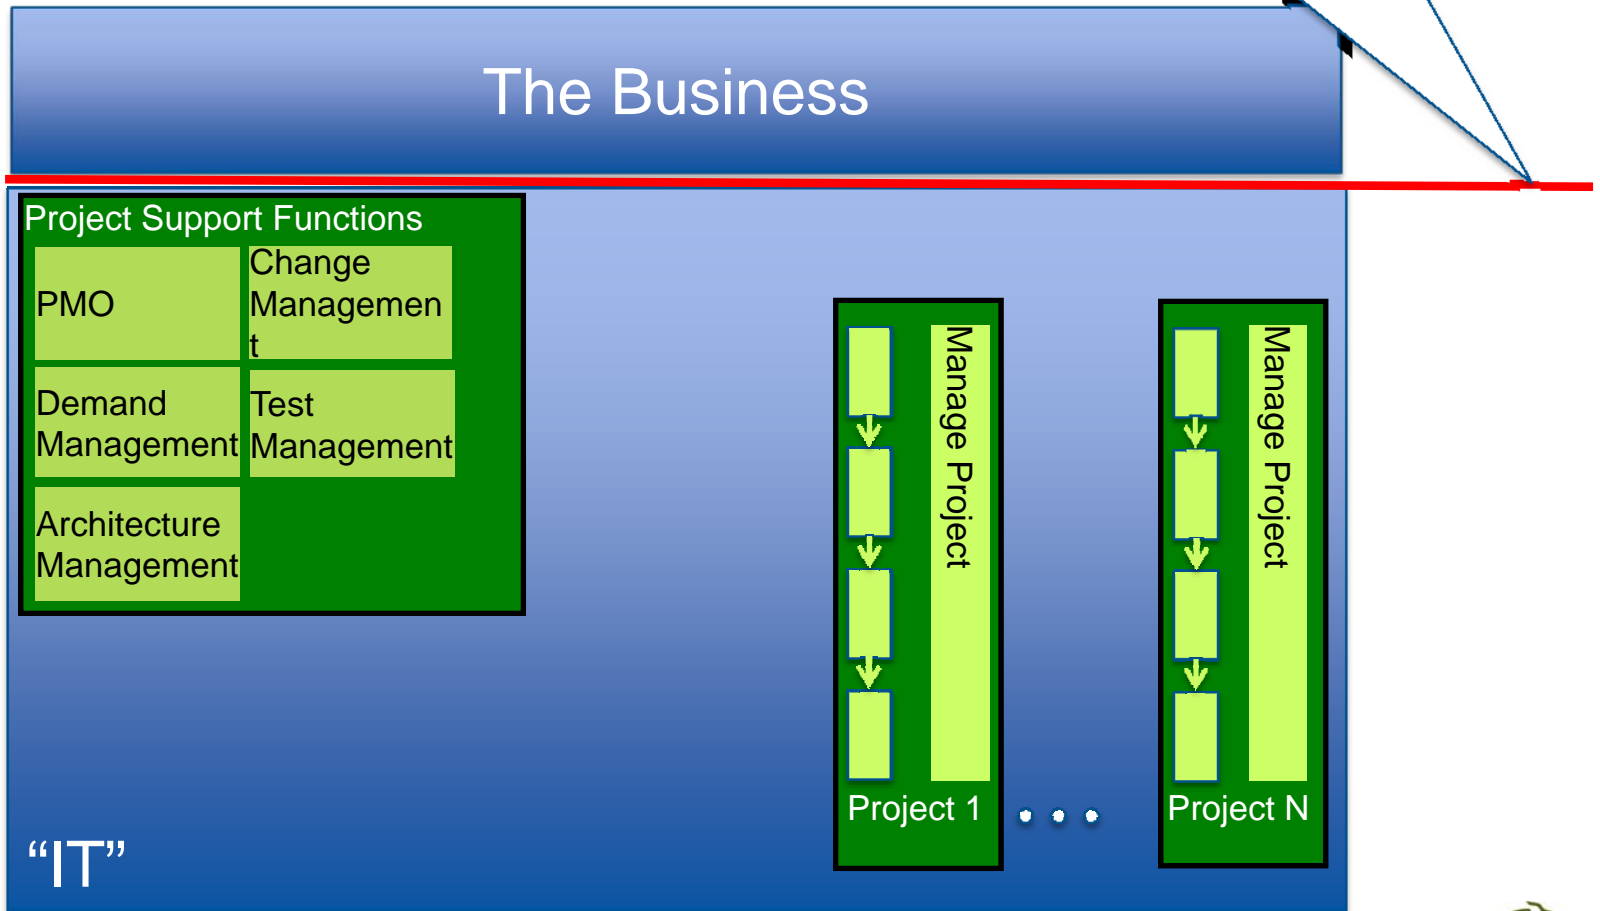 The Business
Project Support Functions
PMO
Change
Managemen
t
Demand
Management
Test
Management
Architecture
Management
Manage Project
Project 1
Manage Project
Project N
“IT”